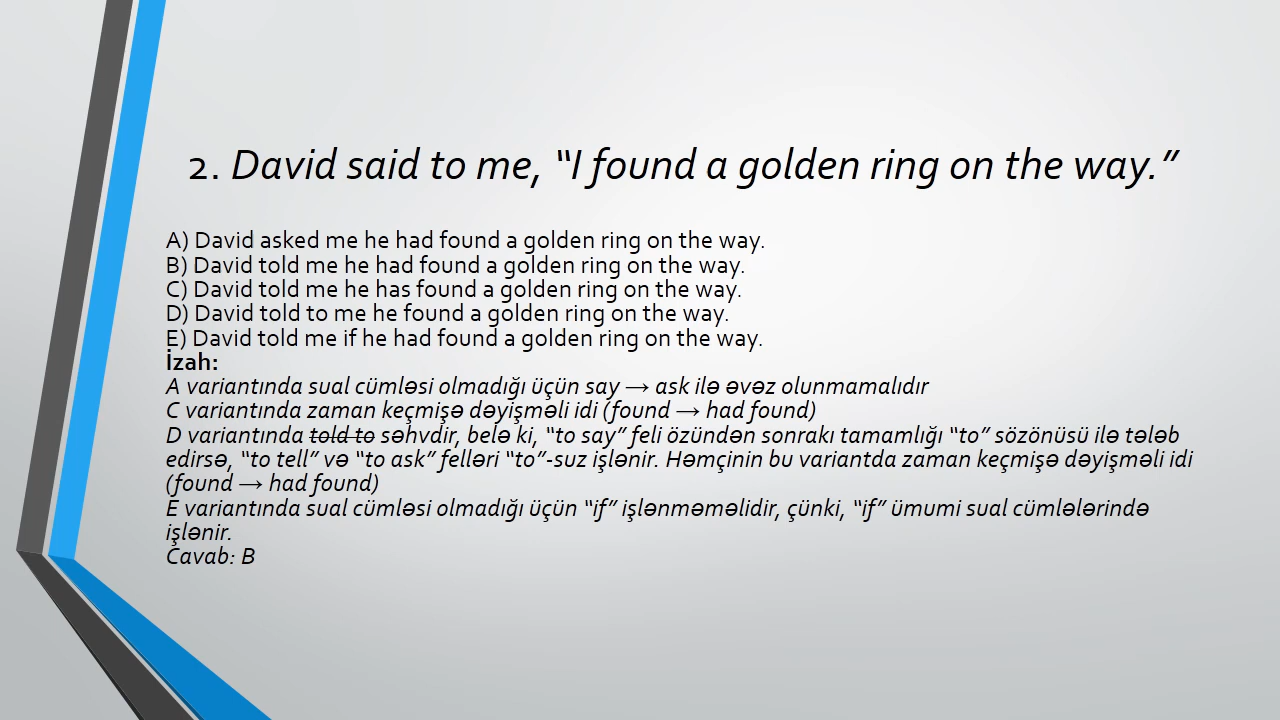 2. David said to me, “I found a golden ring on the way.”
A) David asked me he had found a golden ring on the way.
B) David told me he had found a golden ring on the way.
C) David told me he has found a golden ring on the way.
D) David told to me he found a golden ring on the way.
E) David told me if he had found a golden ring on the way.
İzah:
A variantında sual cümləsi olmadığı üçün say → ask ilə əvəz olunmamalıdır
C variantında zaman keçmişə dəyişməli idi (found → had found)
D variantında told to səhvdir, belə ki, “to say” feli özündən sonrakı tamamlığı “to” sözönüsü ilə tələb
edirsə, “to tell” və “to ask” felləri “to”-suz işlənir. Həmçinin bu variantda zaman keçmişə dəyişməli idi
(found → had found)
E variantında sual cümləsi olmadığı üçün “if” işlənməməlidir, çünki, “if” ümumi sual cümlələrində
işlənir.
Cavab: B